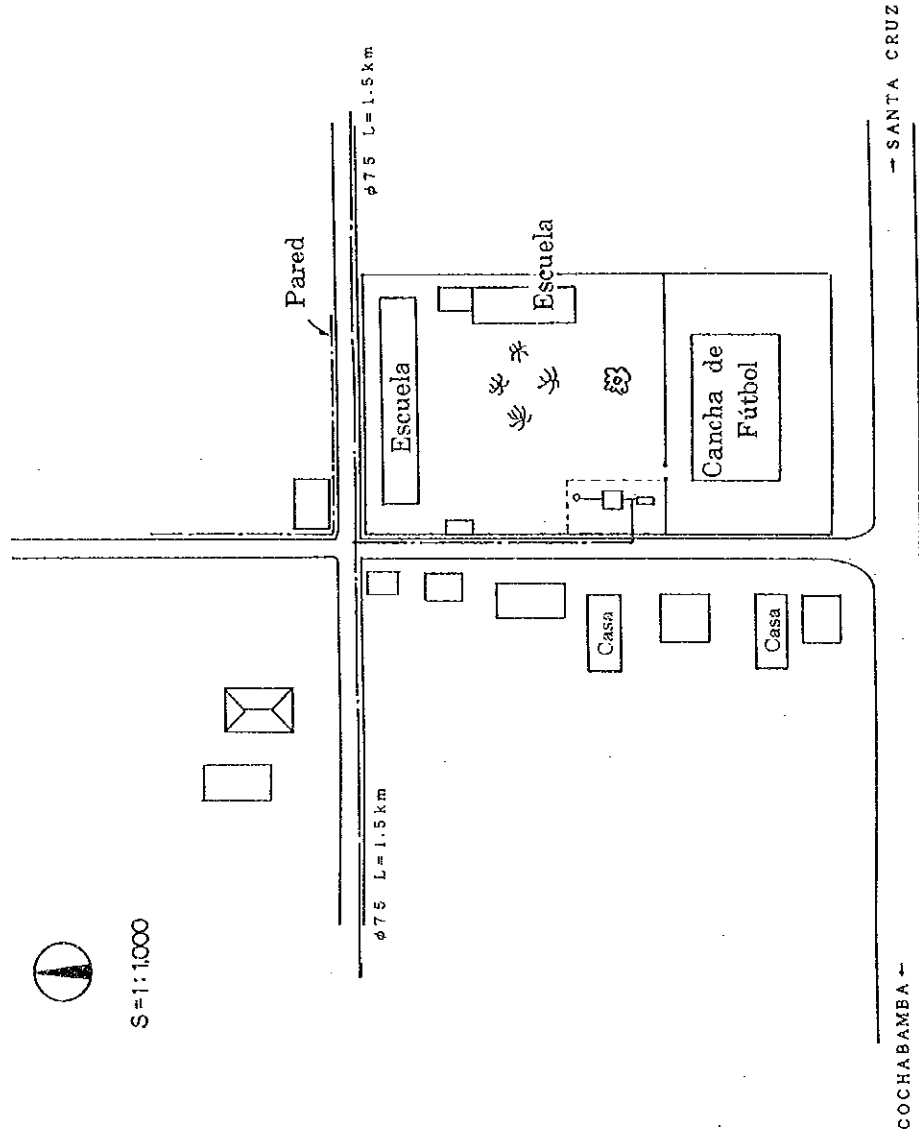 S=1:1,000
Pared
φ75 L=1.5km
φ75 L=1.5km
Escuela
Escuela
Casa
Casa
Cancha de
Fútbol
COCHABAMBA ←
→ SANTA CRUZ